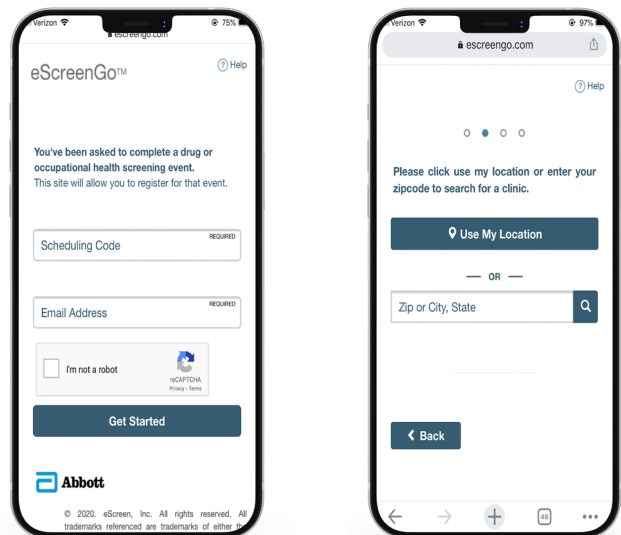 Verizon
75%
escreengo.com
eScreenGo™
Help
You've been asked to complete a drug or
occupational health screening event.
This site will allow you to register for that event.
Scheduling Code
REQUIRED
Email Address
REQUIRED
I'm not a robot
reCAPTCHA
Privacy - Terms
Get Started
Abbott
© 2020. eScreen, Inc. All rights reserved. All
trademarks referenced are trademarks of either the
Verizon
97%
escreengo.com
Help
Please click use my location or enter your
zipcode to search for a clinic.
Use My Location
OR
Zip or City, State
Back
48